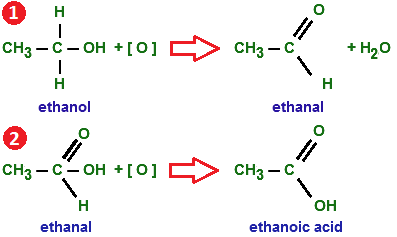 1
H
CH3 C OH + [ O ] CH3 C O H + H2O
H
ethanol ethanal
2
O
CH3 C OH + [ O ] CH3 C O
H OH
ethanal ethanoic acid